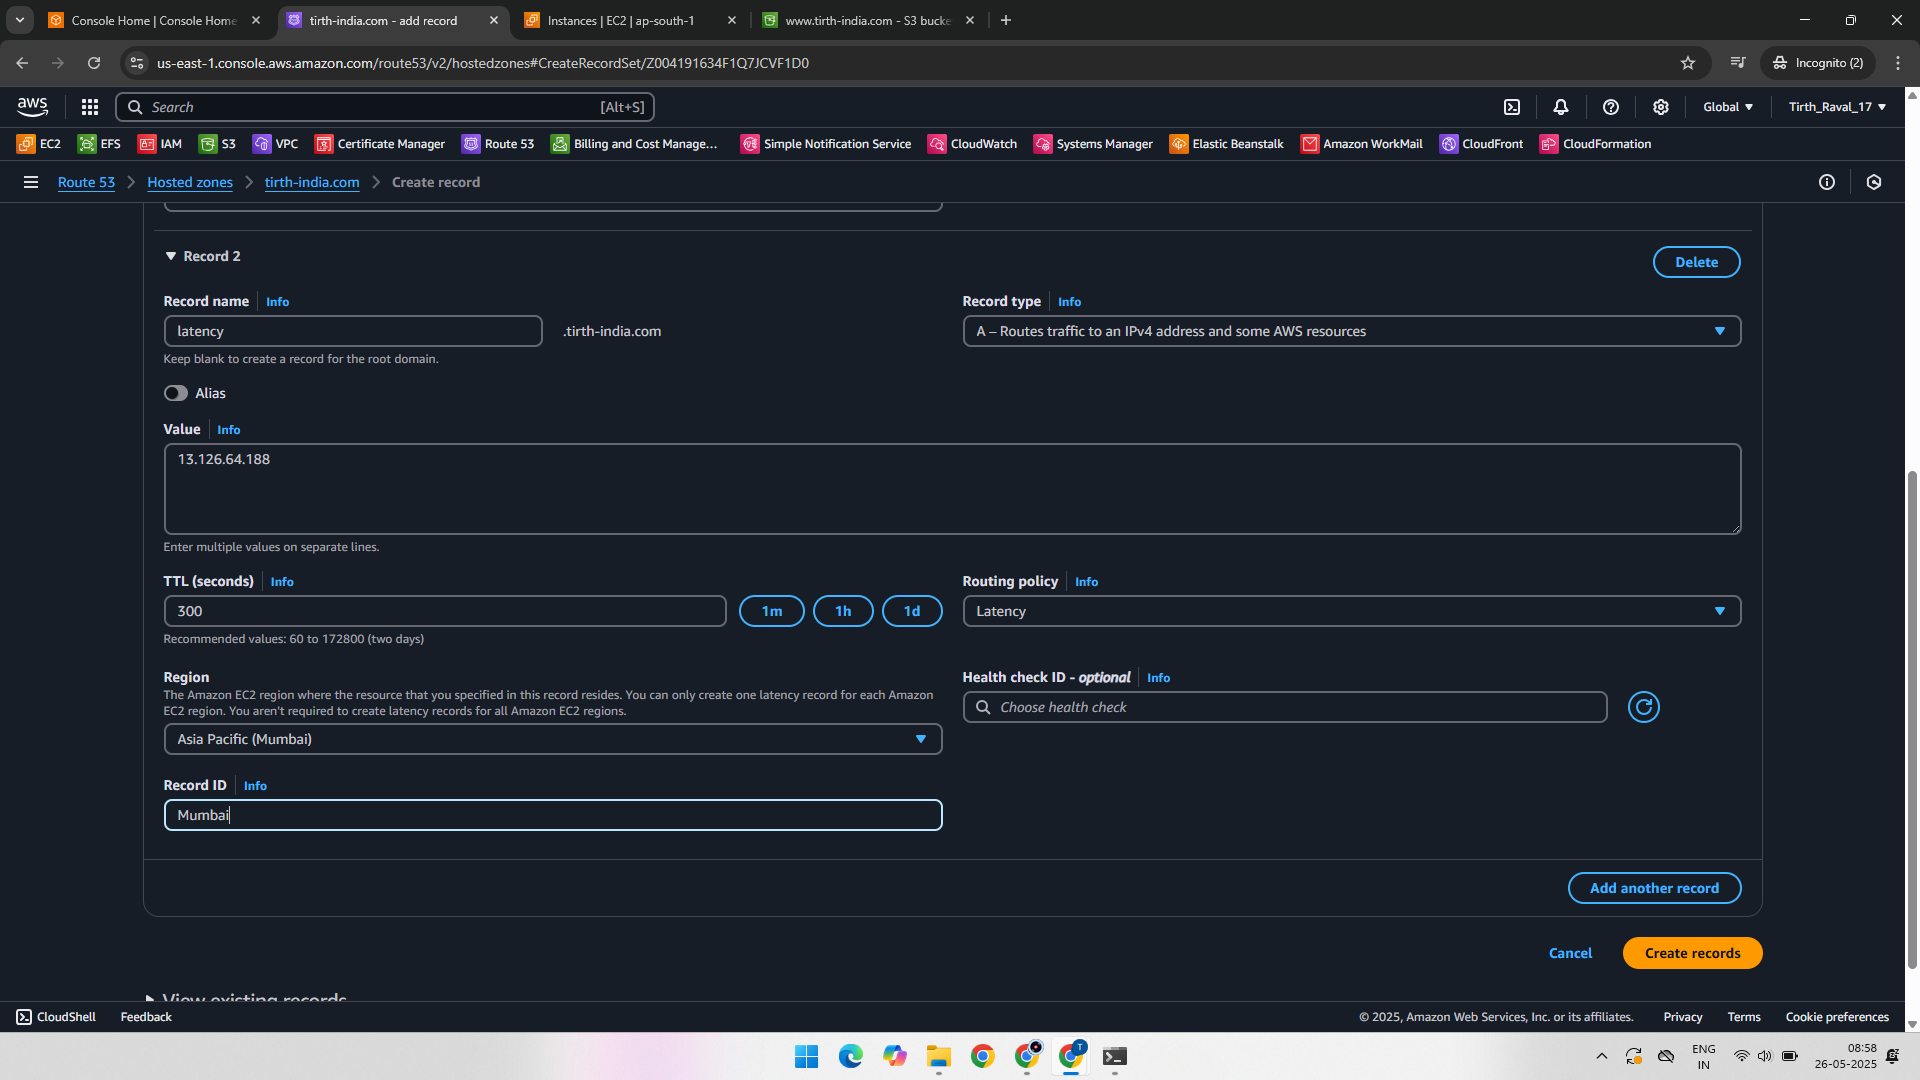 Console Home | Console Home
tirth-india.com - add record
Instances | EC2 | ap-south-1
www.tirth-india.com - S3 bucke
us-east-1.console.aws.amazon.com/route53/v2/hostedzones#CreateRecordSet/Z004191634F1Q7JCVF1D0
Incognito (2)
aws
Search
[Alt+S]
Global
Tirth_Raval_17
EC2
EFS
IAM
S3
VPC
Certificate Manager
Route 53
Billing and Cost Manage...
Simple Notification Service
CloudWatch
Systems Manager
Elastic Beanstalk
Amazon WorkMail
CloudFront
CloudFormation
Route 53
Hosted zones
tirth-india.com
Create record
Record 2
Delete
Record name
Info
latency
.tirth-india.com
Keep blank to create a record for the root domain.
Record type
Info
A – Routes traffic to an IPv4 address and some AWS resources
Alias
Value
Info
13.126.64.188
Enter multiple values on separate lines.
TTL (seconds)
Info
300
1m
1h
1d
Recommended values: 60 to 172800 (two days)
Routing policy
Info
Latency
Region
The Amazon EC2 region where the resource that you specified in this record resides. You can only create one latency record for each Amazon
EC2 region. You aren't required to create latency records for all Amazon EC2 regions.
Asia Pacific (Mumbai)
Health check ID - optional
Info
Choose health check
Record ID
Info
Mumbai
Add another record
Cancel
Create records
View existing records
CloudShell
Feedback
© 2025, Amazon Web Services, Inc. or its affiliates.
Privacy
Terms
Cookie preferences
T
ENG
IN
08:58
26-05-2025